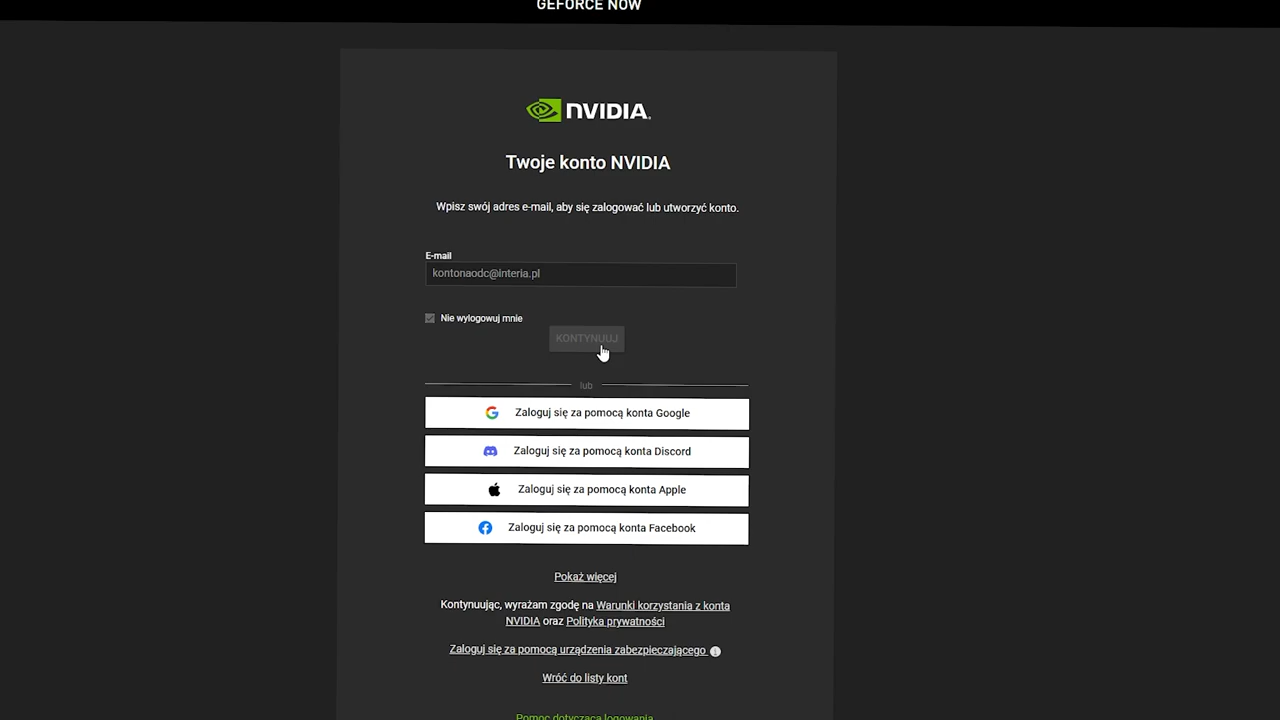 GEFORCE NOW
NVIDIA.
Twoje konto NVIDIA
Wpisz swój adres e-mail, aby się zalogować lub utworzyć konto.
E-mail
kontonaodc@interia.pl
Nie wylogowuj mnie
KONTYNUUJ
lub
Zaloguj się za pomocą konta Google
Zaloguj się za pomocą konta Discord
Zaloguj się za pomocą konta Apple
Zaloguj się za pomocą konta Facebook
Pokaż więcej
Kontynuując, wyrażam zgodę na Warunki korzystania z konta
NVIDIA oraz Polityka prywatności
Zaloguj się za pomocą urządzenia zabezpieczającego
Wróć do listy kont
Pomoc dotycząca logowania